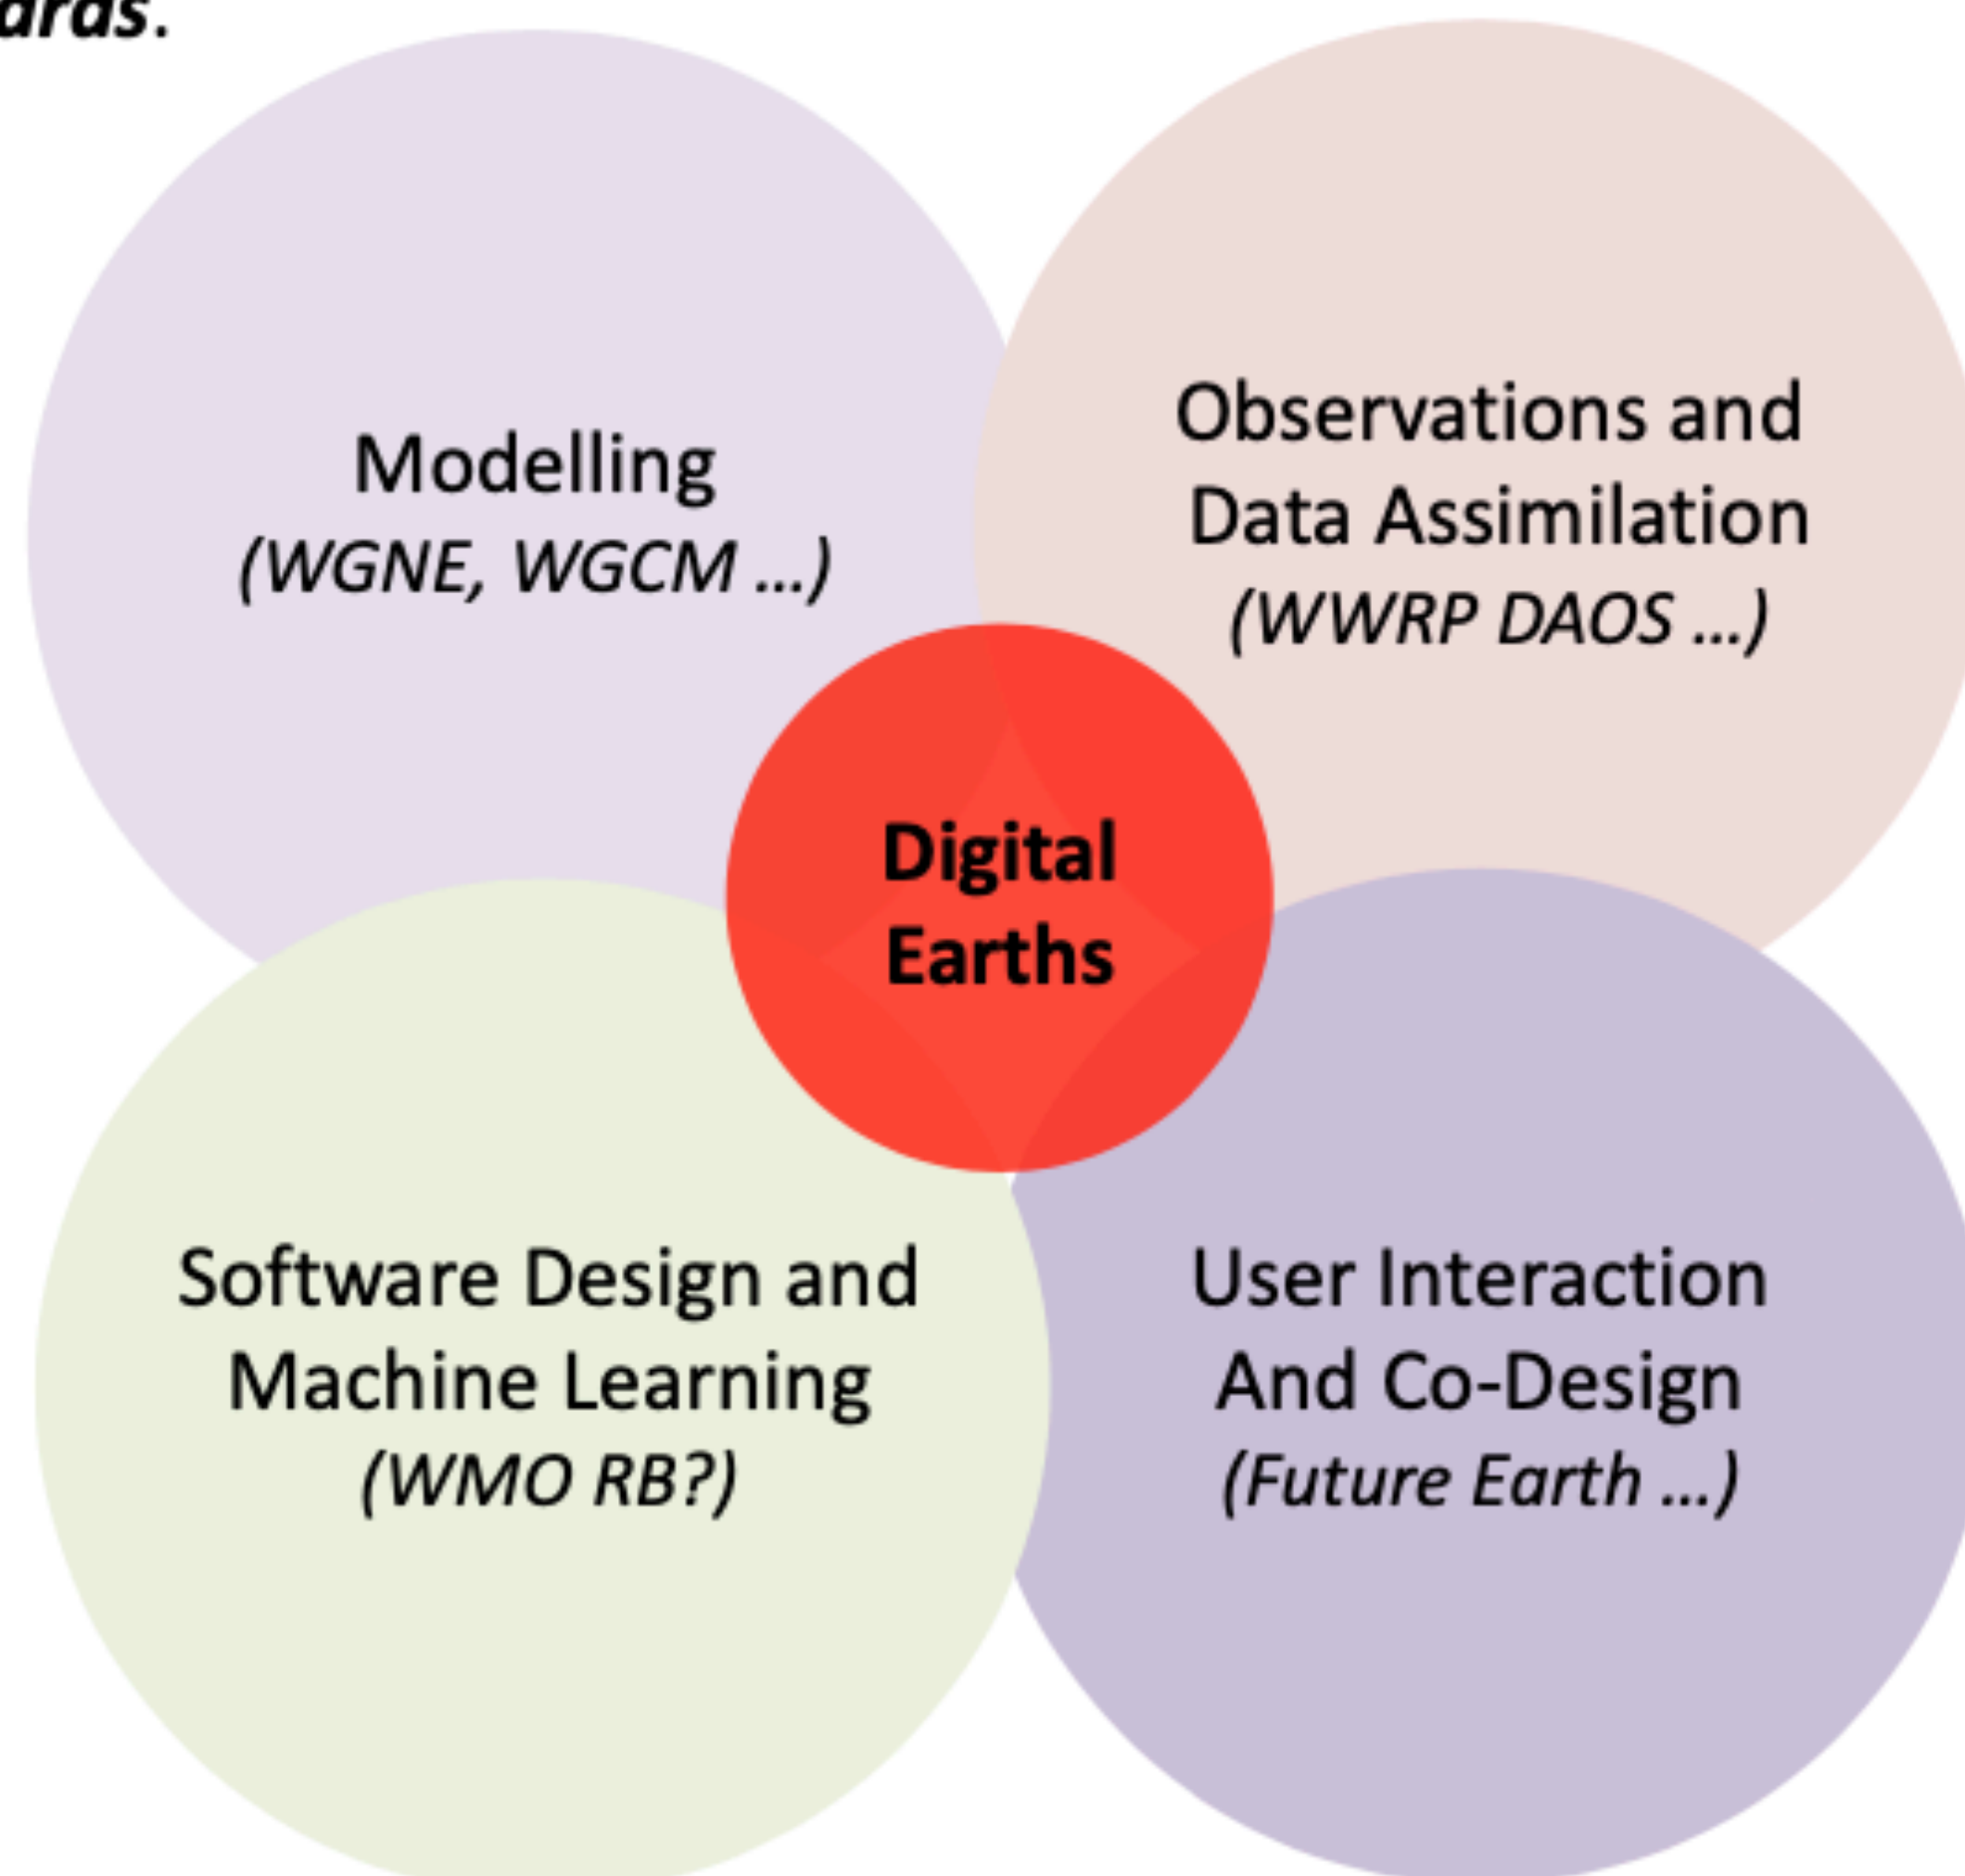 Modelling
(WGNE, WGCM ...)
Observations and
Data Assimilation
(WWRP DAOS ...)
Digital
Earths
Software Design and
Machine Learning
(WMO RB?)
User Interaction
And Co-Design
(Future Earth ...)